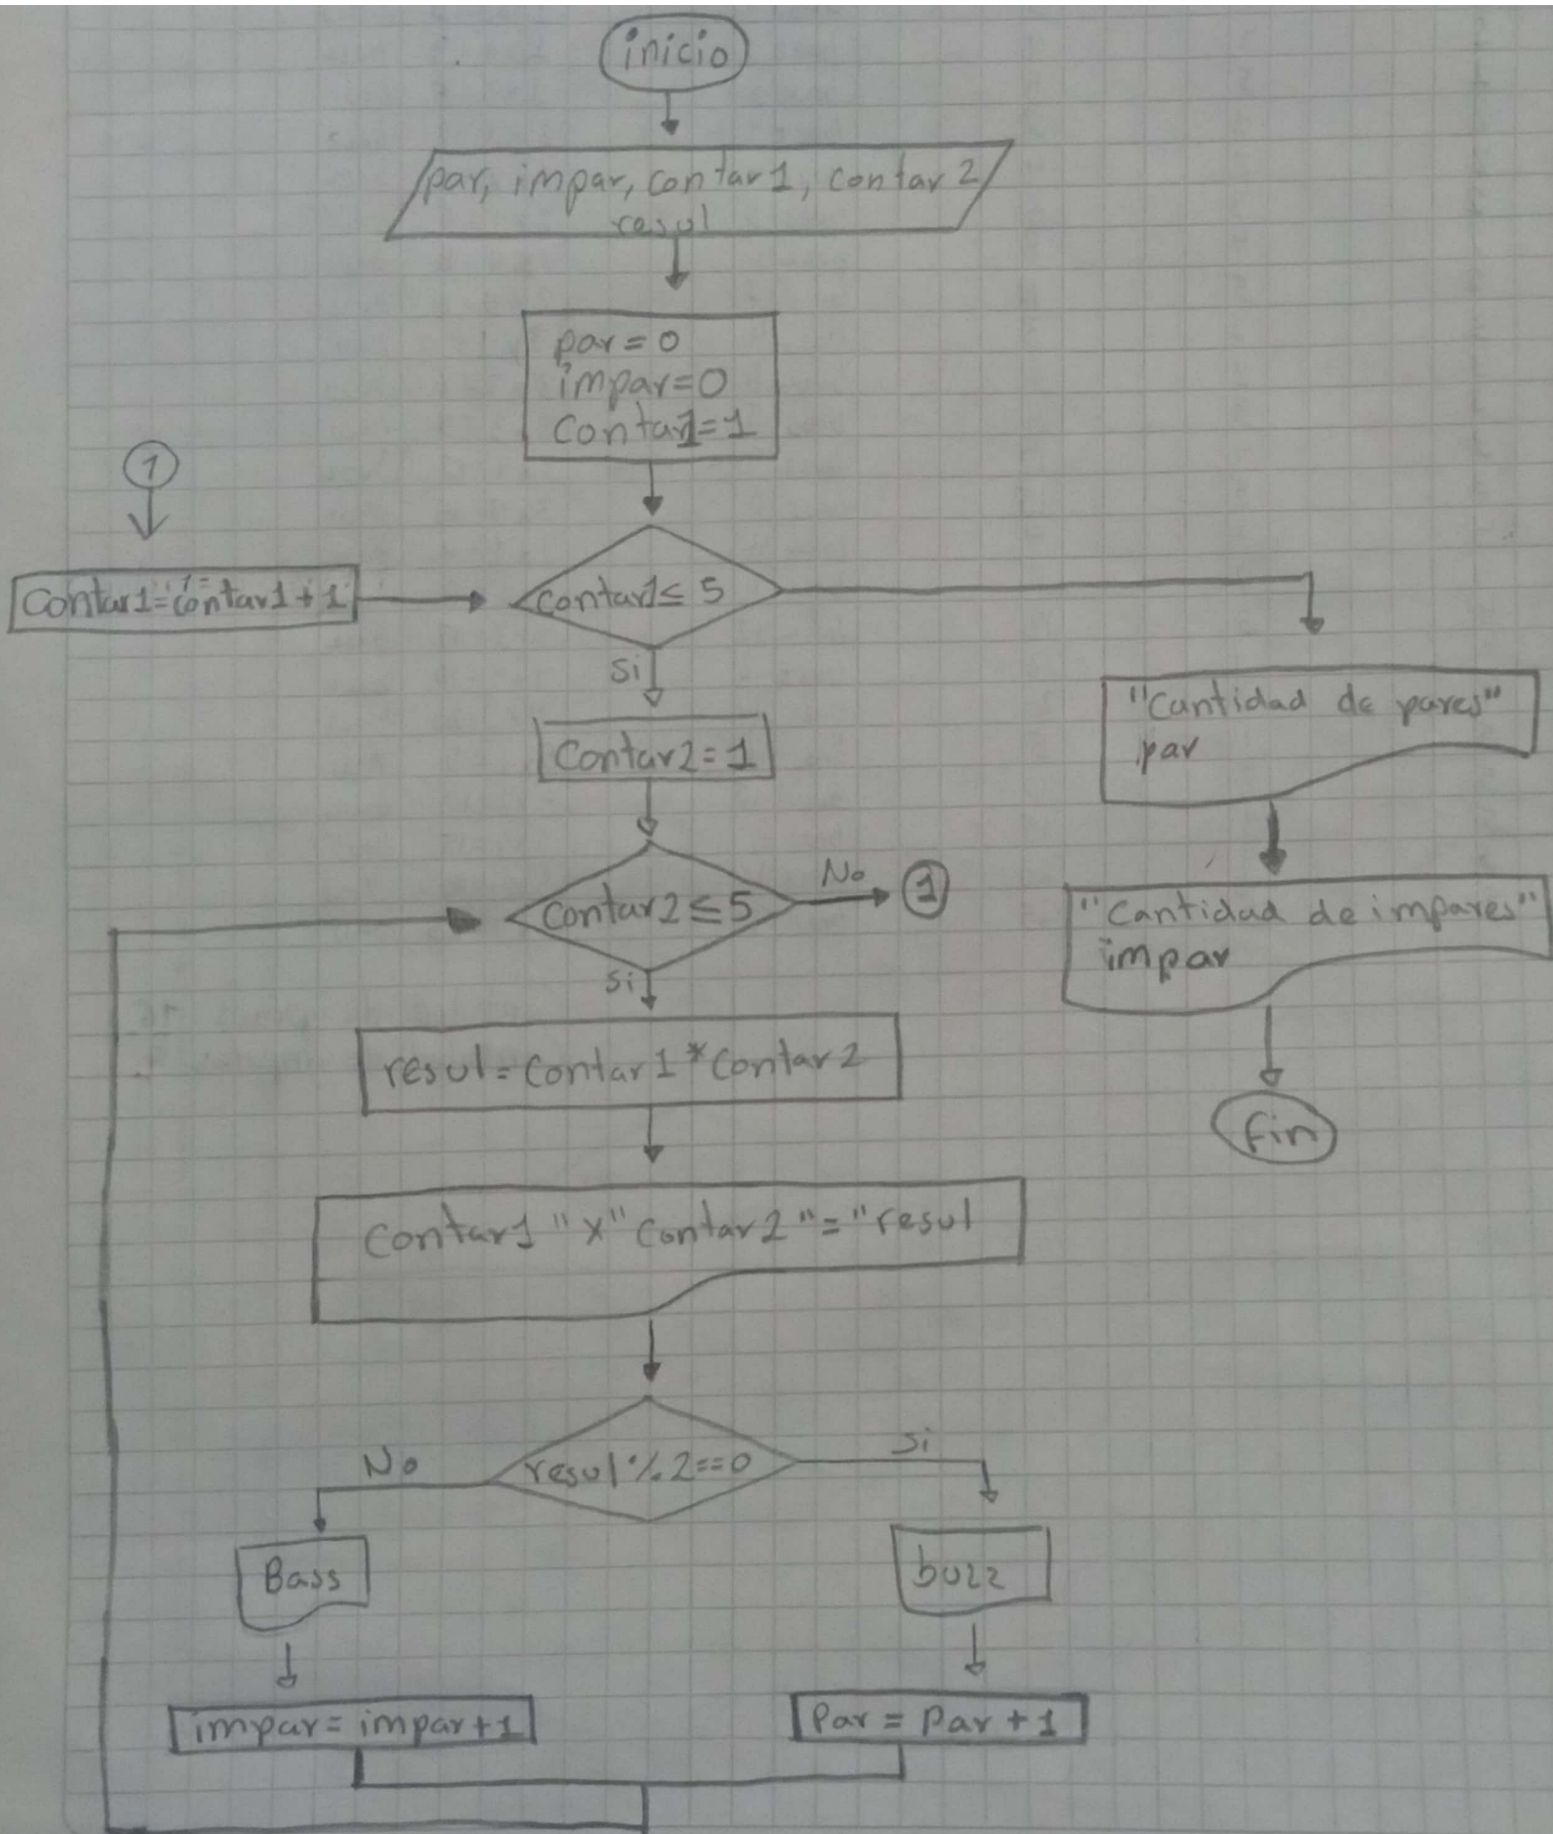 inicio
par, impar, contar1, contar2
resul
par=0
impar=0
Contar1=1
1
Contar1=contar1+1
contar1≤ 5
Si
Contar2=1
Contar2≤5
No
1
Si
resul=Contar1*Contar2
Contar1 "x" Contar2 "=" resul
resul%2==0
No
Si
Bass
buzz
impar=impar+1
Par=Par+1
"Cantidad de pares"
par
"Cantidad de impares"
impar
fin